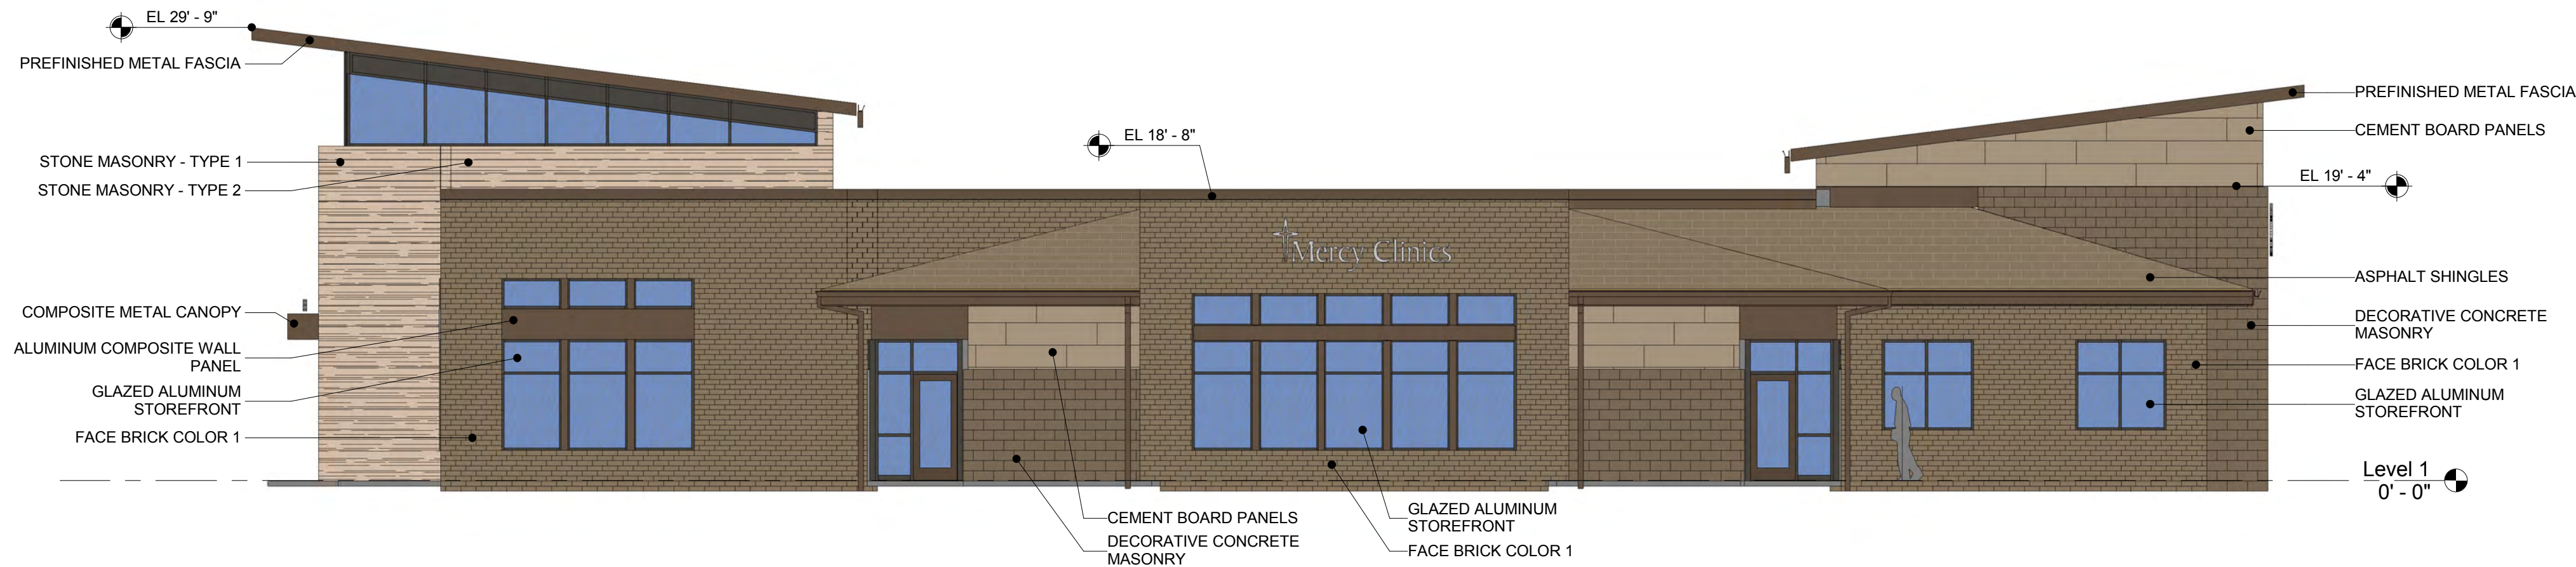 EL 29' - 9"
PREFINISHED METAL FASCIA
STONE MASONRY - TYPE 1
STONE MASONRY - TYPE 2
COMPOSITE METAL CANOPY
ALUMINUM COMPOSITE WALL
PANEL
GLAZED ALUMINUM
STOREFRONT
FACE BRICK COLOR 1
EL 18' - 8"
Mercy Clinics
CEMENT BOARD PANELS
DECORATIVE CONCRETE
MASONRY
GLAZED ALUMINUM
STOREFRONT
FACE BRICK COLOR 1
PREFINISHED METAL FASCIA
CEMENT BOARD PANELS
EL 19' - 4"
ASPHALT SHINGLES
DECORATIVE CONCRETE
MASONRY
FACE BRICK COLOR 1
GLAZED ALUMINUM
STOREFRONT
Level 1
0' - 0"